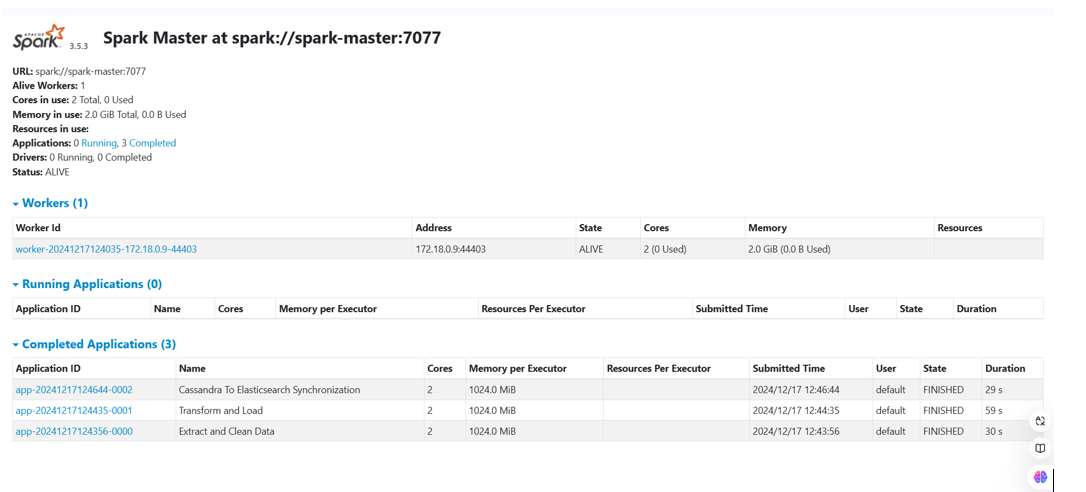 APACHE
Spark 3.5.3 Spark Master at spark://spark-master:7077
URL: spark://spark-master:7077
Alive Workers: 1
Cores in use: 2 Total, 0 Used
Memory in use: 2.0 GiB Total, 0.0 B Used
Resources in use:
Applications: 0 Running, 3 Completed
Drivers: 0 Running, 0 Completed
Status: ALIVE
Workers (1)
Worker Id Address State Cores Memory Resources
worker-20241217124035-172.18.0.9-44403 172.18.0.9:44403 ALIVE 2 (0 Used) 2.0 GiB (0.0 B Used)
Running Applications (0)
Application ID Name Cores Memory per Executor Resources Per Executor Submitted Time User State Duration
Completed Applications (3)
Application ID Name Cores Memory per Executor Resources Per Executor Submitted Time User State Duration
app-20241217124644-0002 Cassandra To Elasticsearch Synchronization 2 1024.0 MiB 2024/12/17 12:46:44 default FINISHED 29 s
app-20241217124435-0001 Transform and Load 2 1024.0 MiB 2024/12/17 12:44:35 default FINISHED 59 s
app-20241217124356-0000 Extract and Clean Data 2 1024.0 MiB 2024/12/17 12:43:56 default FINISHED 30 s